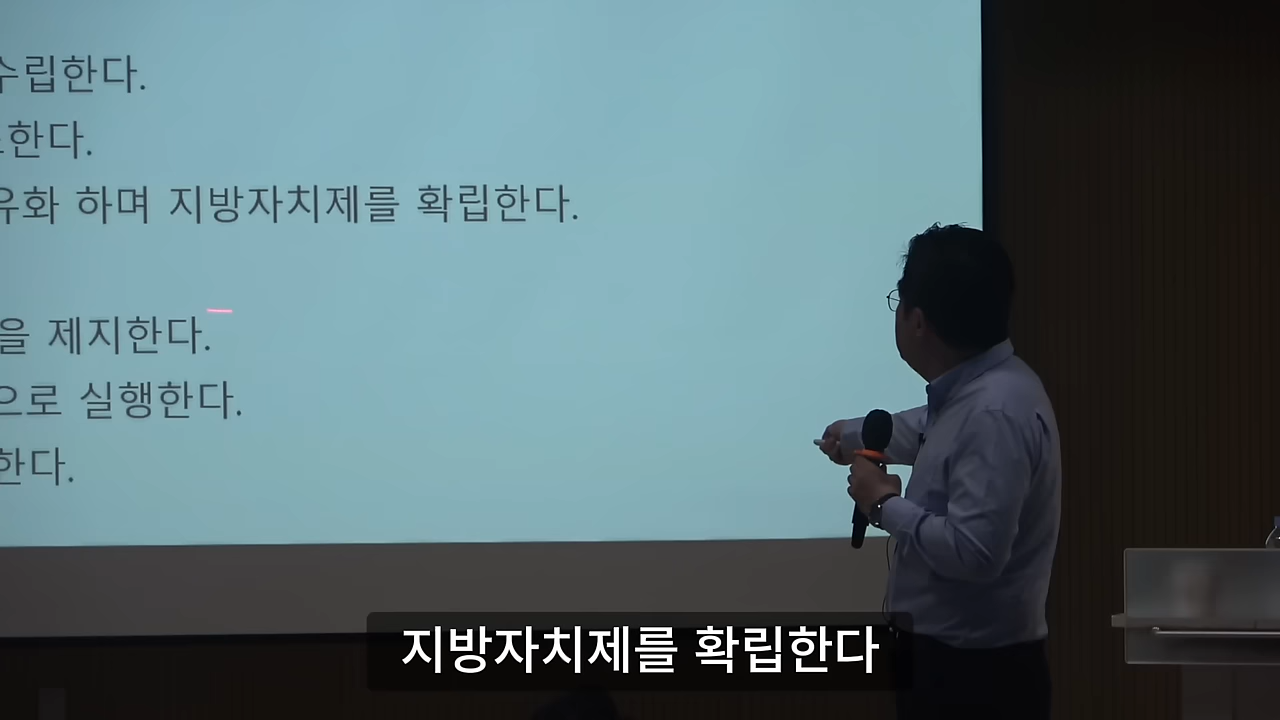 수립한다.
한다.
유화 하며 지방자치제를 확립한다.
을 제지한다.
으로 실행한다.
한다.
지방자치제를 확립한다